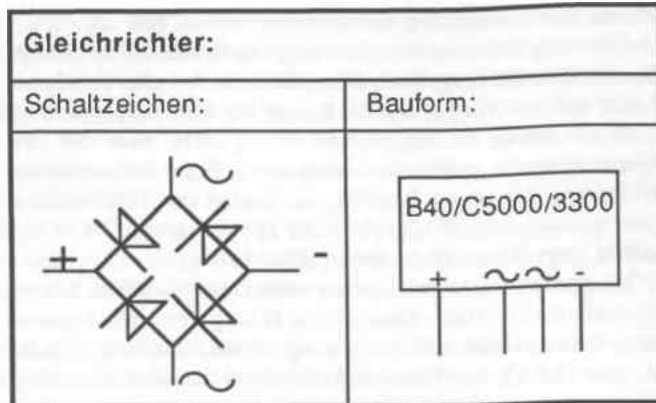 Gleichrichter:
Schaltzeichen:
Bauform:
~
+
-
~
B40/C5000/3300
+ ~ ~ -